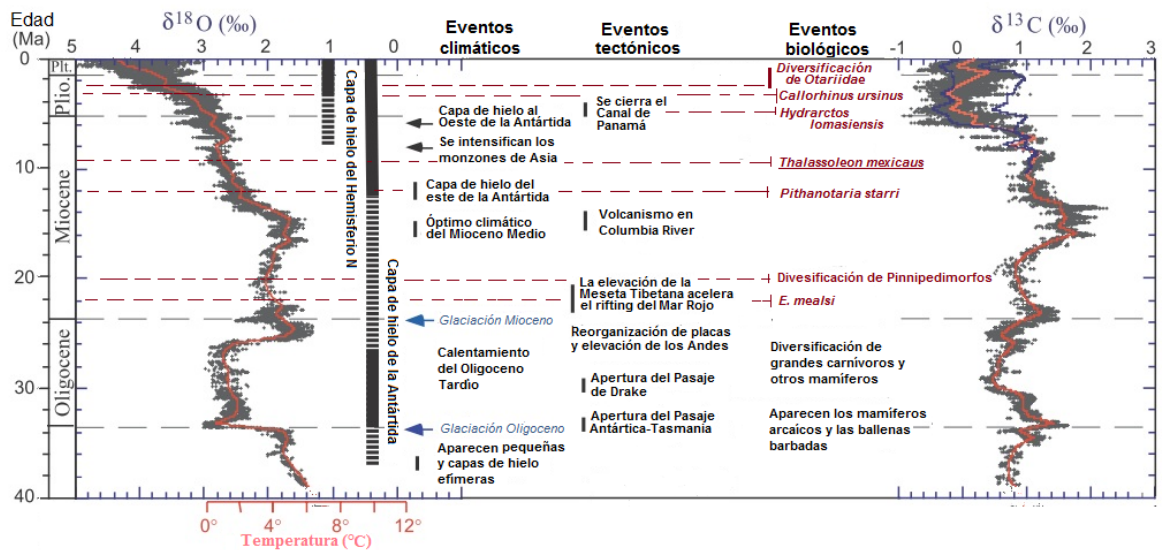 Edad
(Ma)
δ18O (‰)
Eventos
climáticos
Eventos
tectónicos
Eventos
biológicos
δ13C (‰)
5 4 3 2 1 0
-1 0 1 2 3
0
10
20
30
40
Plt.
Plio.
Miocene
Oligocene
Capa de hielo del Hemisferio N
Capa de hielo de la Antártida
Capa de hielo al
Oeste de la Antártida
Se intensifican los
monzones de Asia
Capa de hielo del
este de la Antártida
Óptimo climático
del Mioceno Medio
Glaciación Mioceno
Calentamiento
del Oligoceno
Tardìo
Glaciación Oligoceno
Aparecen pequeñas
y capas de hielo
efímeras
Se cierra el
Canal de
Panamá
Volcanismo en
Columbia River
La elevación de la
Meseta Tibetana acelera
el rifting del Mar Rojo
Reorganización de placas
y elevación de los Andes
Apertura del Pasaje
de Drake
Apertura del Pasaje
Antártica-Tasmania
Diversificación
de Otariidae
Callorhinus ursinus
Hydrarctos
lomasiensis
Thalassoleon mexicaus
Pithanotaria starri
Divesificación de Pinnipedimorfos
E. mealsi
Diversificación de
grandes carnívoros y
otros mamíferos
Aparecen los mamíferos
arcaícos y las ballenas
barbadas
0° 4° 8° 12°
Temperatura (°C)